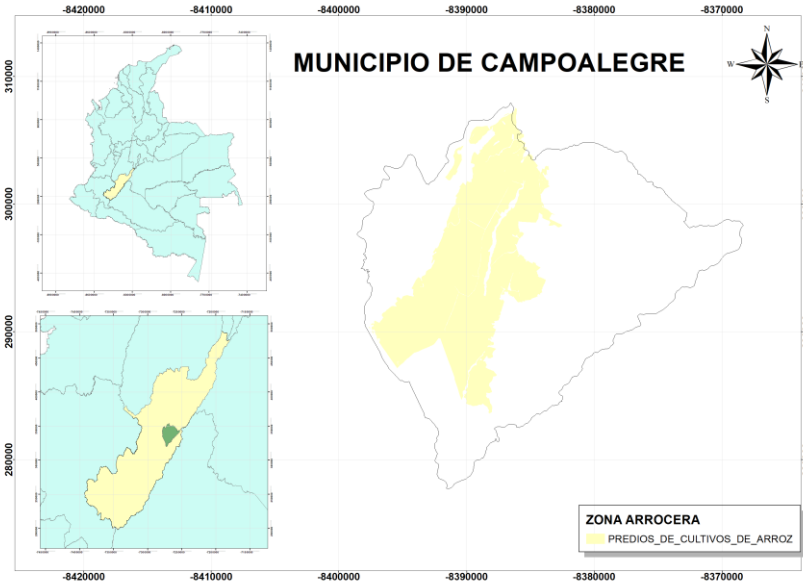 -8420000 -8410000 -8400000 -8390000 -8380000 -8370000
MUNICIPIO DE CAMPOALEGRE
N
W E
S
310000
300000
290000
280000
ZONA ARROCERA
PREDIOS_DE_CULTIVOS_DE_ARROZ
-8420000 -8410000 -8400000 -8390000 -8380000 -8370000